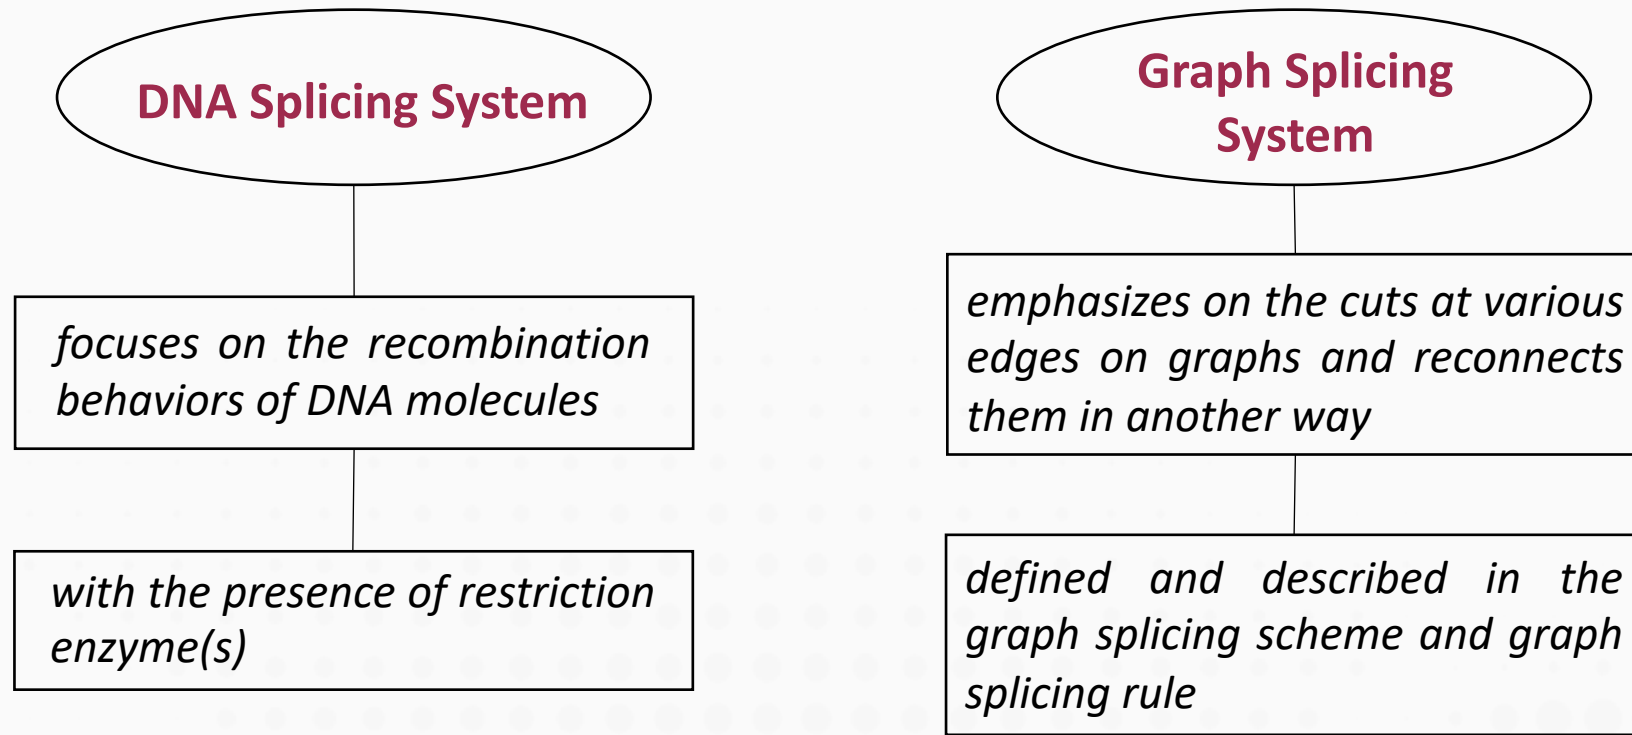 DNA Splicing System
focuses on the recombination
behaviors of DNA molecules
with the presence of restriction
enzyme(s)
Graph Splicing
System
emphasizes on the cuts at various
edges on graphs and reconnects
them in another way
defined and described in the
graph splicing scheme and graph
splicing rule